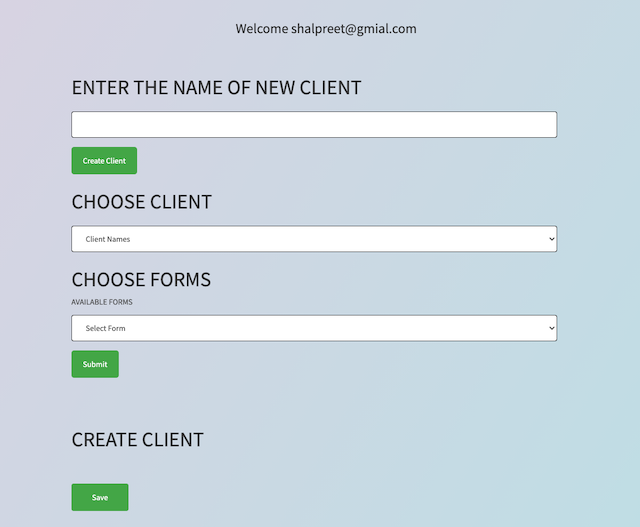 Welcome shalpreet@gmial.com
ENTER THE NAME OF NEW CLIENT
Create Client
CHOOSE CLIENT
Client Names
CHOOSE FORMS
AVAILABLE FORMS
Select Form
Submit
CREATE CLIENT
Save